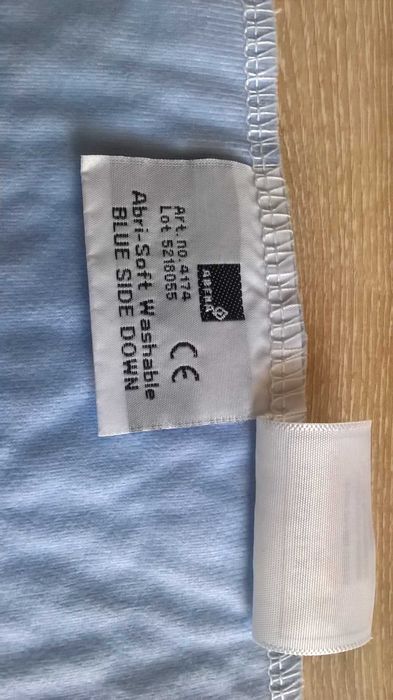 ABENA
Art.no.4174
Lot 5218055
CE
Abri-Soft Washable
BLUE SIDE DOWN